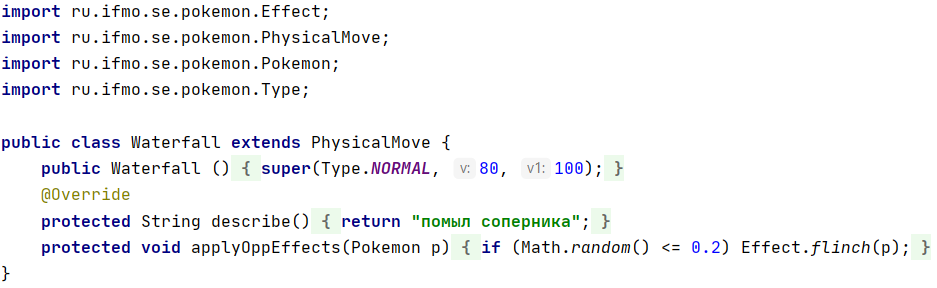 import ru.ifmo.se.pokemon.Effect;
import ru.ifmo.se.pokemon.PhysicalMove;
import ru.ifmo.se.pokemon.Pokemon;
import ru.ifmo.se.pokemon.Type;

public class Waterfall extends PhysicalMove {
    public Waterfall () { super(Type.NORMAL, v: 80, v1: 100); }
    @Override
    protected String describe() { return "помыл соперника"; }
    protected void applyOppEffects(Pokemon p) { if (Math.random() <= 0.2) Effect.flinch(p); }
}